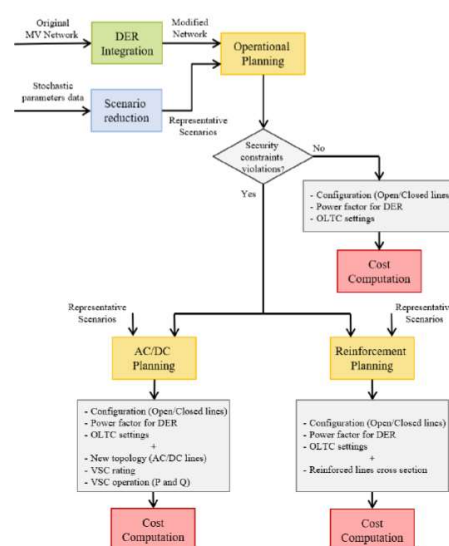 Original
MV Network
DER
Integration
Modified
Network
Operational
Planning
Stochastic
parameters data
Scenario
reduction
Representative
Scenarios
Security
constraints
violations?
No
Yes
- Configuration (Open/Closed lines)
- Power factor for DER
- OLTC settings
Cost
Computation
Representative
Scenarios
Representative
Scenarios
AC/DC
Planning
Reinforcement
Planning
- Configuration (Open/Closed lines)
- Power factor for DER
- OLTC settings
+
- New topology (AC/DC lines)
- VSC rating
- VSC operation (P and Q)
- Configuration (Open/Closed lines)
- Power factor for DER
- OLTC settings
+
- Reinforced lines cross section
Cost
Computation
Cost
Computation